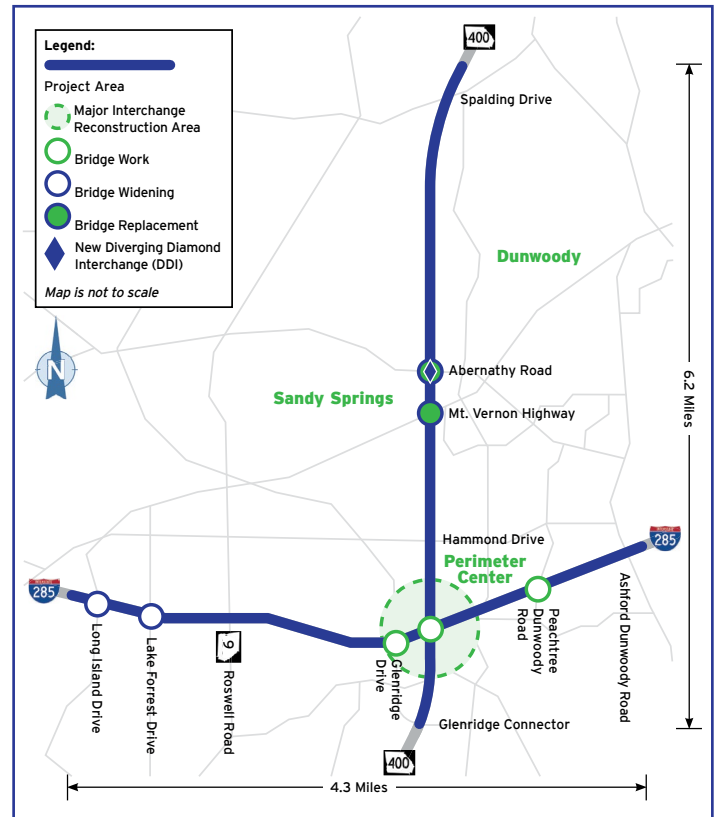 Legend:
Project Area
Major Interchange
Reconstruction Area
Bridge Work
Bridge Widening
Bridge Replacement
New Diverging Diamond
Interchange (DDI)
Map is not to scale
N
400
Spalding Drive
Dunwoody
Abernathy Road
Sandy Springs
Mt. Vernon Highway
6.2 Miles
Hammond Drive
Perimeter
Center
285
285
Long Island Drive
Lake Forrest Drive
9
Roswell Road
Glenridge
Drive
Peachtree
Dunwoody
Road
Ashford Dunwoody Road
Glenridge Connector
400
4.3 Miles